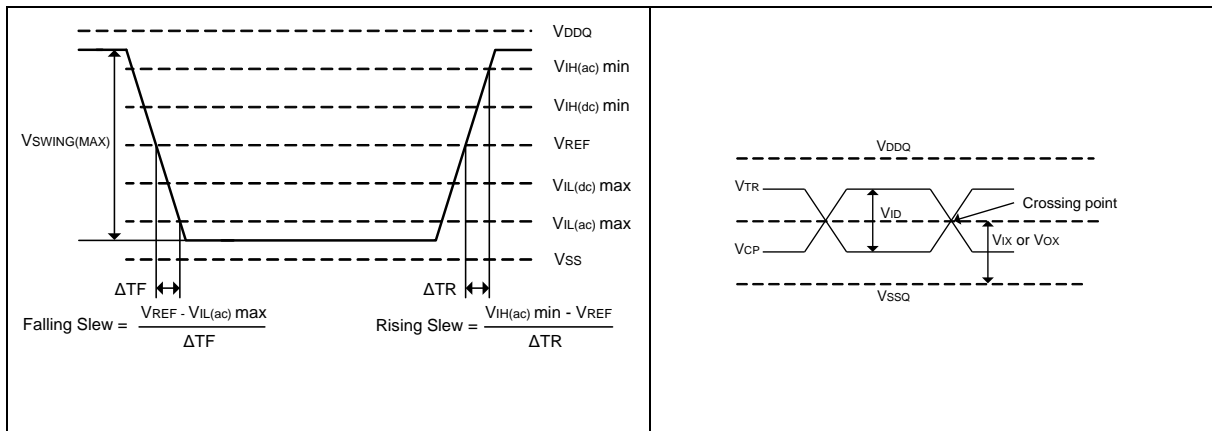 VDDQ
VIH(ac) min
VIH(dc) min
VSWING(MAX)
VREF
VIL(dc) max
VIL(ac) max
VSS
ΔTF
ΔTR
Falling Slew = VREF - VIL(ac) max
ΔTF
Rising Slew = VIH(ac) min - VREF
ΔTR
VDDQ
VTR
VID
Crossing point
VCP
VIX or VOX
VSSQ